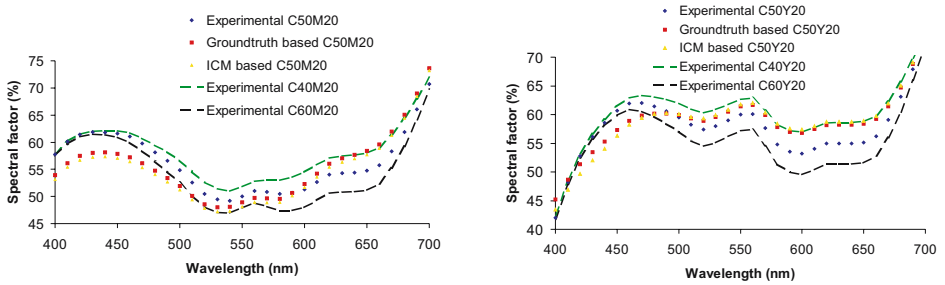 Experimental C50M20
Groundtruth based C50M20
ICM based C50M20
Experimental C40M20
Experimental C60M20
Spectral factor (%)
75
70
65
60
55
50
45
400
450
500
550
600
650
700
Wavelength (nm)
Experimental C50Y20
Groundtruth based C50Y20
ICM based C50Y20
Experimental C40Y20
Experimental C60Y20
Spectral factor (%)
70
65
60
55
50
45
40
400
450
500
550
600
650
700
Wavelength (nm)